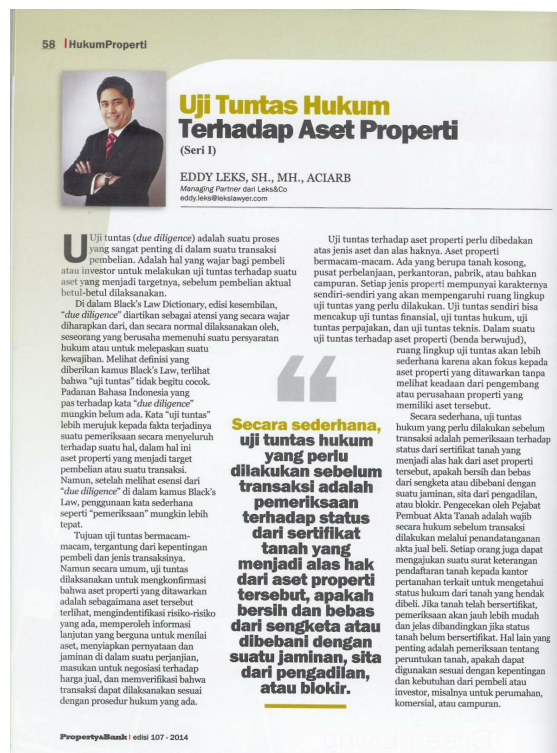 58 HukumProperti
Uji Tuntas Hukum
Terhadap Aset Properti
(Seri I)
EDDY LEKS, SH., MH., ACIARB
Managing Partner dari Leks&Co
eddy.leks@lekslawyer.com
UUji tuntas (due diligence) adalah suatu proses
yang sangat penting di dalam suatu transaksi
pembelian. Adalah hal yang wajar bagi pembeli
atau investor untuk melakukan uji tuntas terhadap suatu
aset yang menjadi targetnya, sebelum pembelian aktual
betul-betul dilaksanakan.
Di dalam Black's Law Dictionary, edisi kesembilan,
"due diligence" diartikan sebagai atensi yang secara wajar
diharapkan dari, dan secara normal dilaksanakan oleh,
seseorang yang berusaha memenuhi suatu persyaratan
hukum atau untuk melepaskan suatu
kewajiban. Melihat definisi yang
diberikan kamus Black's Law, terlihat
bahwa "uji tuntas" tidak begitu cocok.
Padanan Bahasa Indonesia yang
pas terhadap kata "due diligence"
mungkin belum ada. Kata "uji tuntas"
lebih merujuk kepada fakta terjadinya
suatu pemeriksaan secara menyeluruh
terhadap suatu hal, dalam hal ini
aset properti yang menjadi target
pembelian atau suatu transaksi.
Namun, setelah melihat esensi dari
"due diligence" di dalam kamus Black's
Law, penggunaan kata sederhana
seperti "pemeriksaan" mungkin lebih
tepat.
Tujuan uji tuntas bermacam-
macam, tergantung dari kepentingan
pembeli dan jenis transaksinya.
Namun secara umum, uji tuntas
dilaksanakan untuk mengkonfirmasi
bahwa aset properti yang ditawarkan
adalah sebagaimana aset tersebut
terlihat, mengindentifikasi risiko-risiko
yang ada, memperoleh informasi
lanjutan yang berguna untuk menilai
aset, menyiapkan pernyataan dan
jaminan di dalam suatu perjanjian,
masukan untuk negosiasi terhadap
harga jual, dan memverifikasi bahwa
transaksi dapat dilaksanakan sesuai
dengan prosedur hukum yang ada.
“
Secara sederhana,
uji tuntas hukum
yang perlu
dilakukan sebelum
transaksi adalah
pemeriksaan
terhadap status
dari sertifikat
tanah yang
menjadi alas hak
dari aset properti
tersebut, apakah
bersih dan bebas
dari sengketa atau
dibebani dengan
suatu jaminan, sita
dari pengadilan,
atau blokir.
Uji tuntas terhadap aset properti perlu dibedakan
atas jenis aset dan alas haknya. Aset properti
bermacam-macam. Ada yang berupa tanah kosong,
pusat perbelanjaan, perkantoran, pabrik, atau bahkan
campuran. Setiap jenis properti mempunyai karakternya
sendiri-sendiri yang akan mempengaruhi ruang lingkup
uji tuntas yang perlu dilakukan. Uji tuntas sendiri bisa
mencakup uji tuntas finansial, uji tuntas hukum, uji
tuntas perpajakan, dan uji tuntas teknis. Dalam suatu
uji tuntas terhadap aset properti (benda berwujud),
ruang lingkup uji tuntas akan lebih
sederhana karena akan fokus kepada
aset properti yang ditawarkan tanpa
melihat keadaan dari pengembang
atau perusahaan properti yang
memiliki aset tersebut.
Secara sederhana, uji tuntas
hukum yang perlu dilakukan sebelum
transaksi adalah pemeriksaan terhadap
status dari sertifikat tanah yang
menjadi alas hak dari aset properti
tersebut, apakah bersih dan bebas
dari sengketa atau dibebani dengan
suatu jaminan, sita dari pengadilan,
atau blokir. Pengecekan oleh Pejabat
Pembuat Akta Tanah adalah wajib
secara hukum sebelum transaksi
dilakukan melalui penandatanganan
akta jual beli. Setiap orang juga dapat
mengajukan suatu surat keterangan
pendaftaran tanah kepada kantor
pertanahan terkait untuk mengetahui
status hukum dari tanah yang hendak
dibeli. Jika tanah telah bersertifikat,
pemeriksaan akan jauh lebih mudah
dan jelas dibandingkan jika status
tanah belum bersertifikat. Hal lain yang
penting adalah pemeriksaan tentang
peruntukan tanah, apakah dapat
digunakan sesuai dengan kepentingan
dan kebutuhan dari pembeli atau
investor, misalnya untuk perumahan,
komersial, atau campuran.
Property&Bank | edisi 107 - 2014